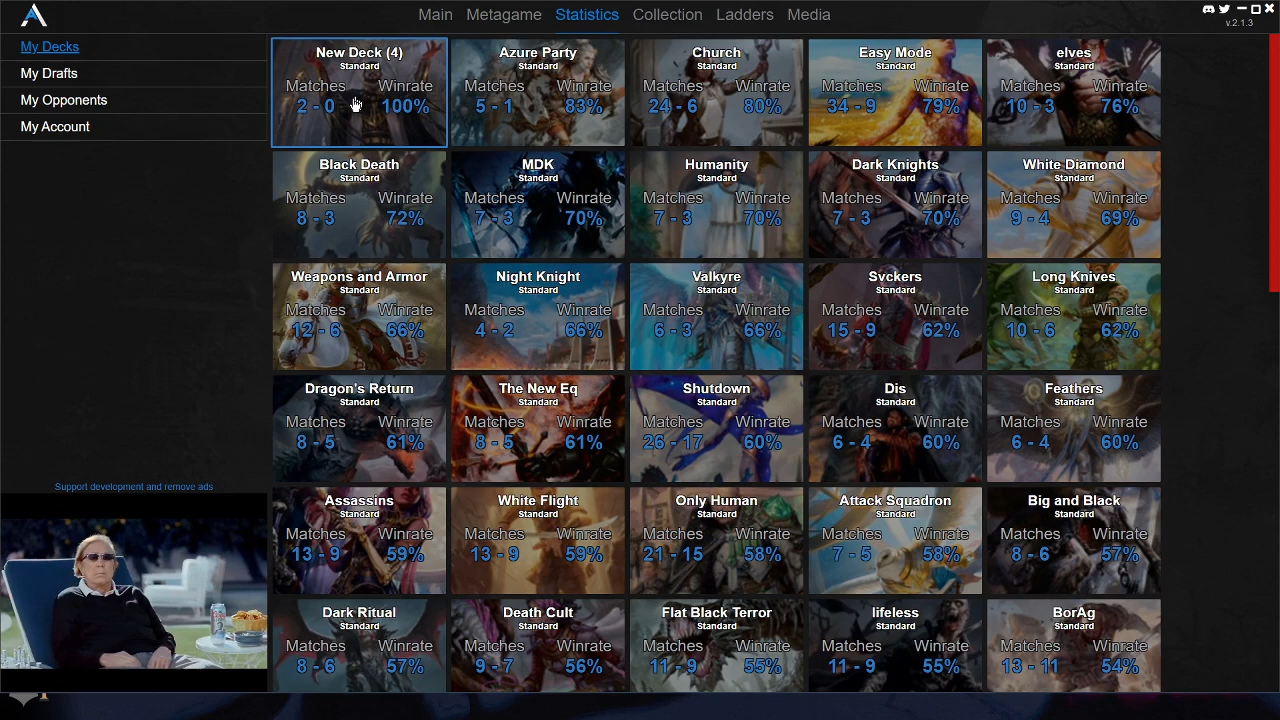 Main Metagame Statistics Collection Ladders Media
v.2.1.3
My Decks
My Drafts
My Opponents
My Account
New Deck (4) Azure Party Church Easy Mode elves
Standard Standard Standard Standard Standard
Matches Winrate Matches Winrate Matches Winrate Matches Winrate Matches Winrate
2 - 0 100% 5 - 1 83% 24 - 6 80% 34 - 9 79% 10 - 3 76%
Black Death MDK Humanity Dark Knights White Diamond
Standard Standard Standard Standard Standard
Matches Winrate Matches Winrate Matches Winrate Matches Winrate Matches Winrate
8 - 3 72% 7 - 3 70% 7 - 3 70% 7 - 3 70% 9 - 4 69%
Weapons and Armor Night Knight Valkyre Svckers Long Knives
Standard Standard Standard Standard Standard
Matches Winrate Matches Winrate Matches Winrate Matches Winrate Matches Winrate
12 - 6 66% 4 - 2 66% 6 - 3 66% 15 - 9 62% 10 - 6 62%
Dragon's Return The New Eq Shutdown Dis Feathers
Standard Standard Standard Standard Standard
Matches Winrate Matches Winrate Matches Winrate Matches Winrate Matches Winrate
8 - 5 61% 8 - 5 61% 26 - 17 60% 6 - 4 60% 6 - 4 60%
Support development and remove ads
Assassins White Flight Only Human Attack Squadron Big and Black
Standard Standard Standard Standard Standard
Matches Winrate Matches Winrate Matches Winrate Matches Winrate Matches Winrate
13 - 9 59% 13 - 9 59% 21 - 15 58% 7 - 5 58% 8 - 6 57%
Dark Ritual Death Cult Flat Black Terror lifeless BorAg
Standard Standard Standard Standard Standard
Matches Winrate Matches Winrate Matches Winrate Matches Winrate Matches Winrate
8 - 6 57% 9 - 7 56% 11 - 9 55% 11 - 9 55% 13 - 11 54%